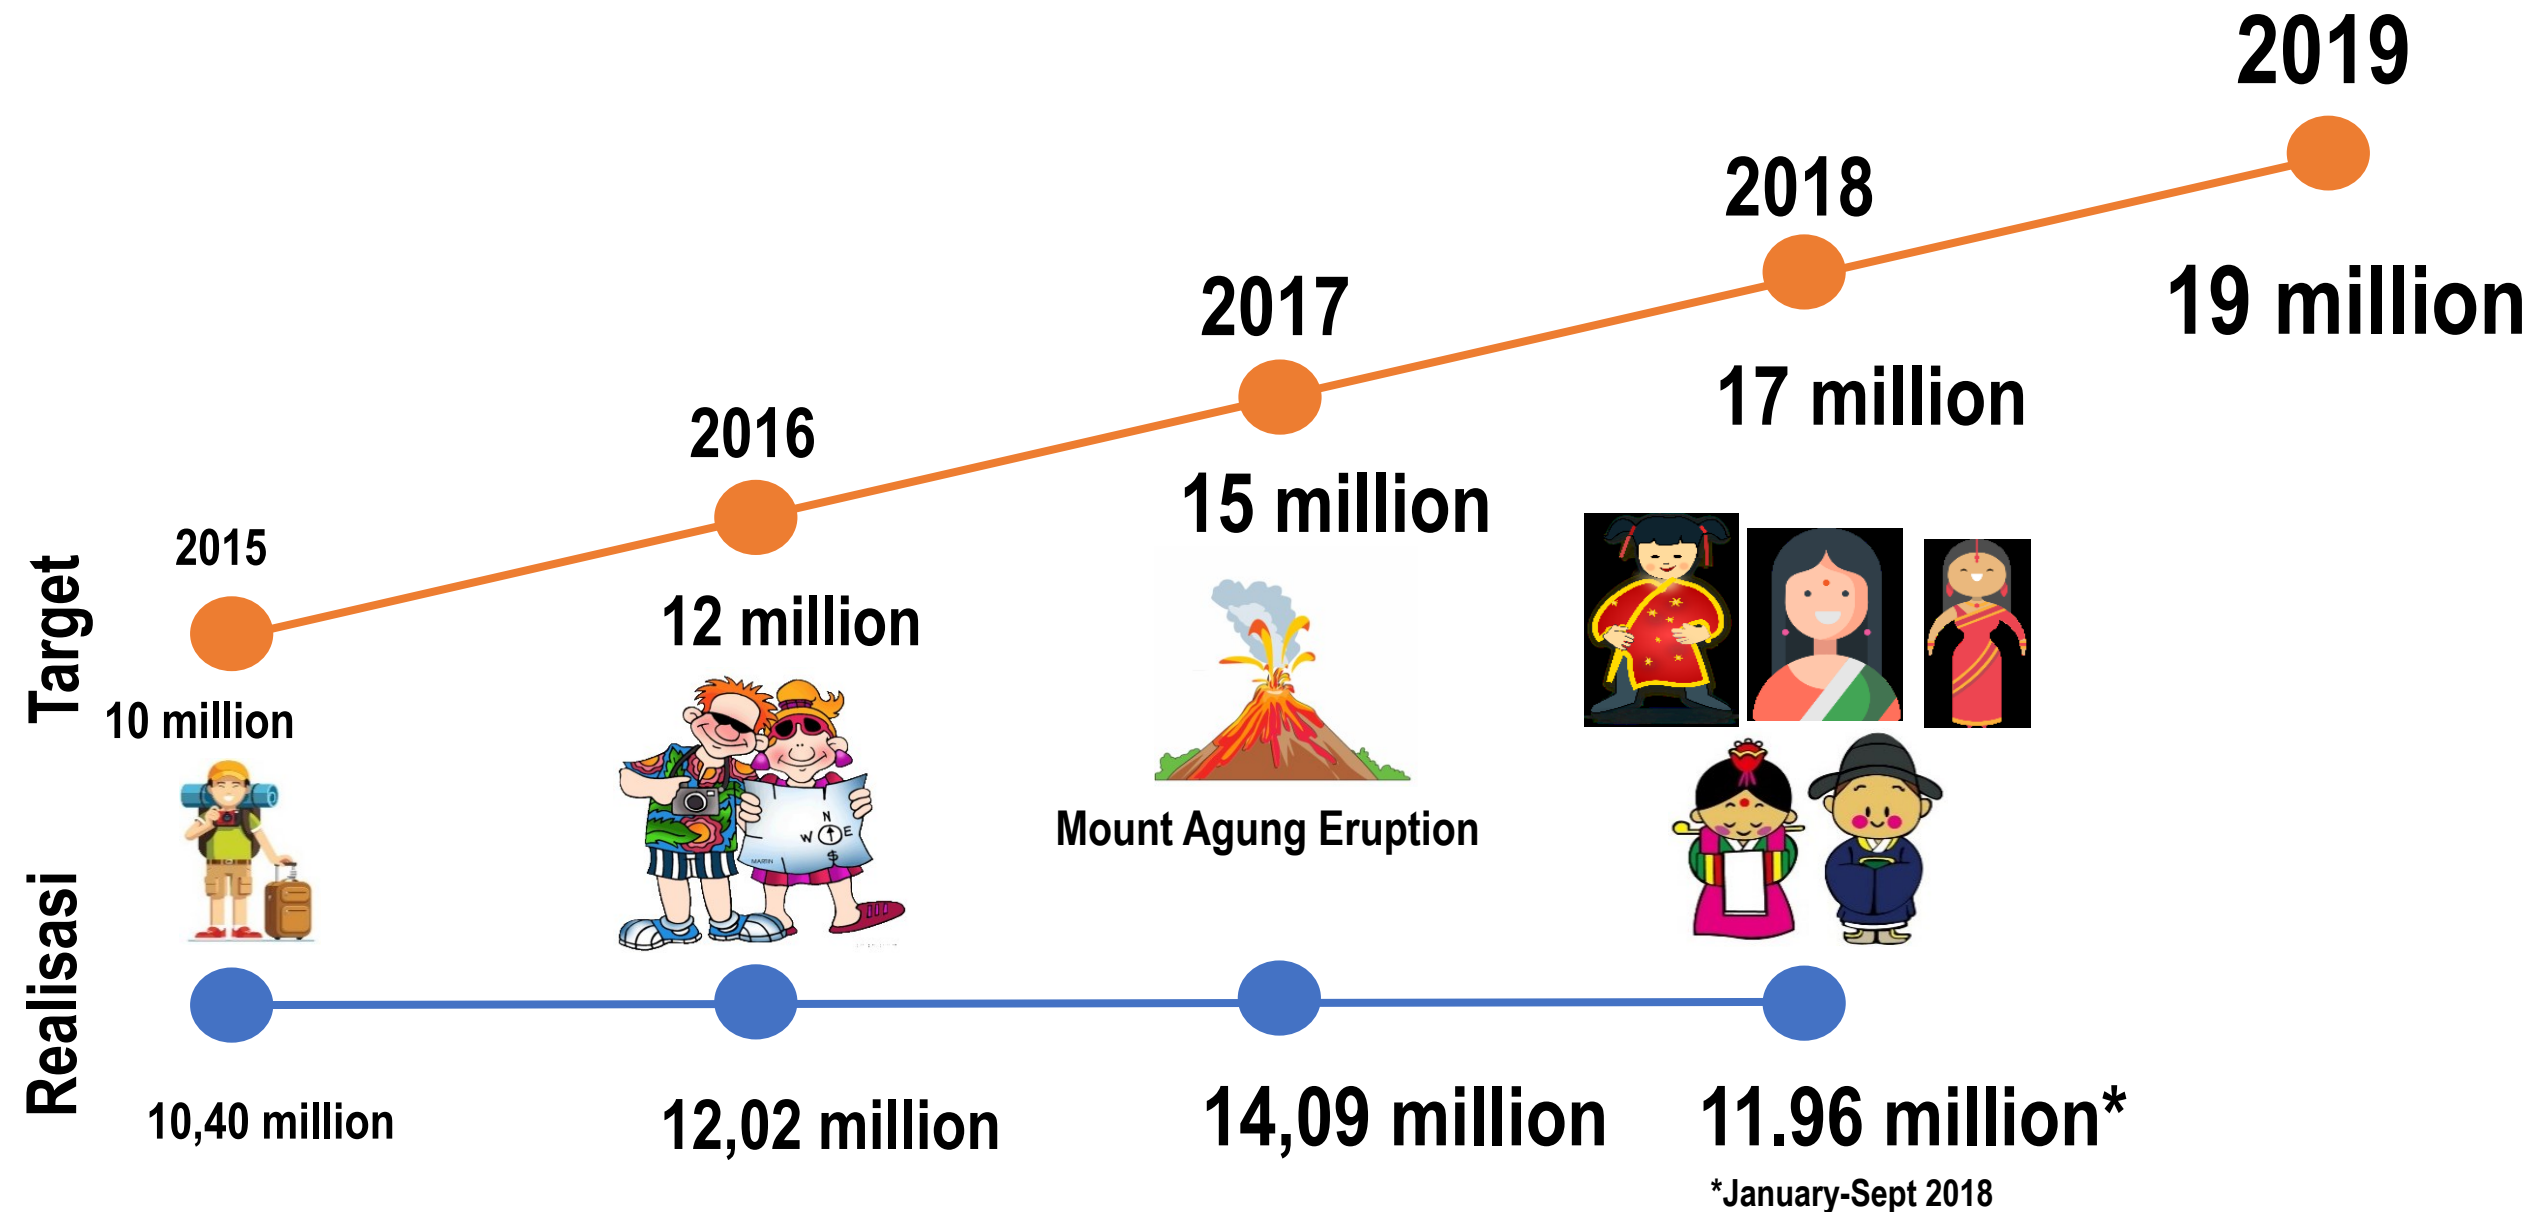 2019
2018
19 million
2017
17 million
2016
15 million
2015
12 million
Target
10 million
N
W E
$
MARTIN
Mount Agung Eruption
Realisasi
10,40 million
12,02 million
14,09 million
11.96 million*
*January-Sept 2018